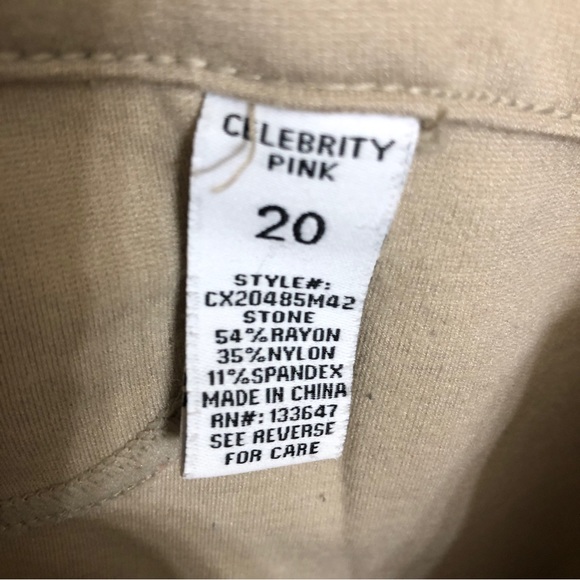 CELEBRITY
PINK
20
STYLE#:
CX20485M42
STONE
54%RAYON
35%NYLON
11%SPANDEX
MADE IN CHINA
RN#: 133647
SEE REVERSE
FOR CARE